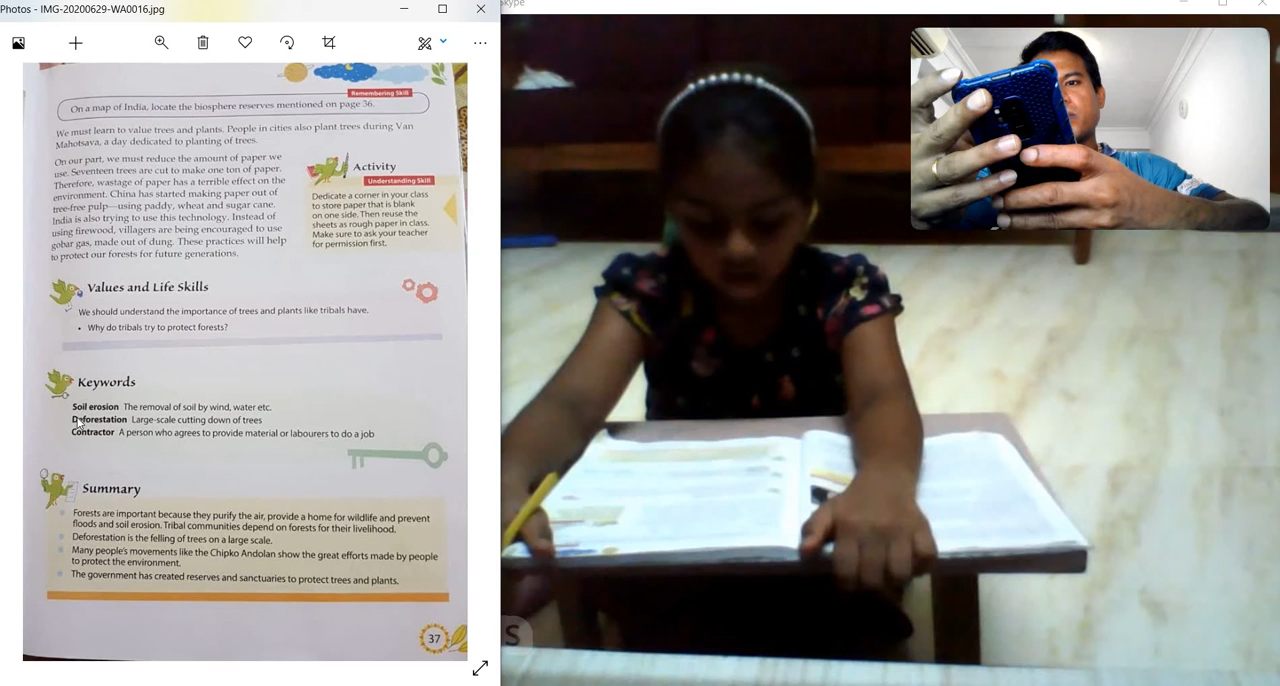 Photos - IMG-20200629-WA0016.jpg
Skype
Remembering Skill
On a map of India, locate the biosphere reserves mentioned on page 36.
We must learn to value trees and plants. People in cities also plant trees during Van
Mahotsava, a day dedicated to planting of trees.
On our part, we must reduce the amount of paper we
use. Seventeen trees are cut to make one ton of paper.
Therefore, wastage of paper has a terrible effect on the
environment. China has started making paper out of
tree-free pulp—using paddy, wheat and sugar cane.
India is also trying to use this technology. Instead of
using firewood, villagers are being encouraged to use
gobar gas, made out of dung. These practices will help
to protect our forests for future generations.
Activity
Understanding Skill
Dedicate a corner in your class
to store paper that is blank
on one side. Then reuse the
sheets as rough paper in class.
Make sure to ask your teacher
for permission first.
Values and Life Skills
We should understand the importance of trees and plants like tribals have.
• Why do tribals try to protect forests?
Keywords
Soil erosion The removal of soil by wind, water etc.
Deforestation Large-scale cutting down of trees
Contractor A person who agrees to provide material or labourers to do a job
Summary
Forests are important because they purify the air, provide a home for wildlife and prevent
floods and soil erosion. Tribal communities depend on forests for their livelihood.
Deforestation is the felling of trees on a large scale.
Many people's movements like the Chipko Andolan show the great efforts made by people
to protect the environment.
The government has created reserves and sanctuaries to protect trees and plants.
37
S